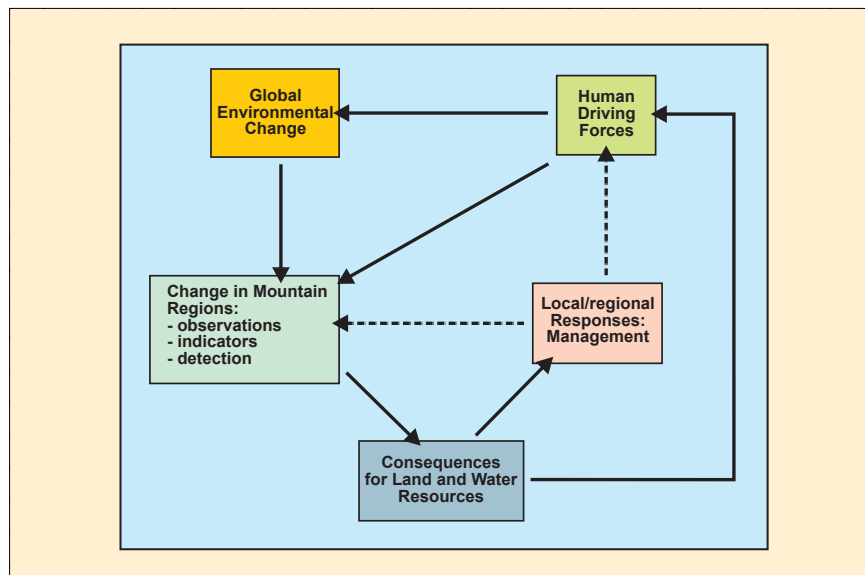 Global
Environmental
Change
Human
Driving
Forces
Change in Mountain
Regions:
- observations
- indicators
- detection
Local/regional
Responses:
Management
Consequences
for Land and Water
Resources